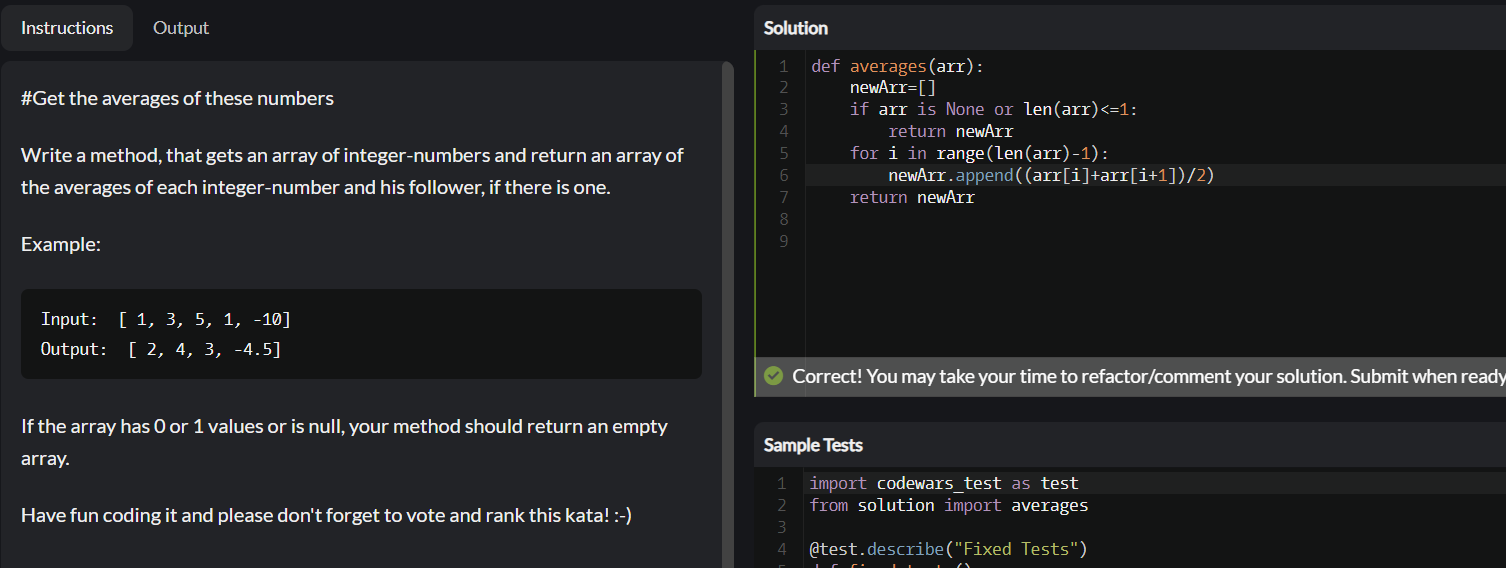 Instructions Output
#Get the averages of these numbers
Write a method, that gets an array of integer-numbers and return an array of
the averages of each integer-number and his follower, if there is one.
Example:
Input:  [ 1, 3, 5, 1, -10]
Output:  [ 2, 4, 3, -4.5]
If the array has 0 or 1 values or is null, your method should return an empty
array.
Have fun coding it and please don't forget to vote and rank this kata! :-)
Solution
1 def averages(arr):
2     newArr=[]
3     if arr is None or len(arr)<=1:
4         return newArr
5     for i in range(len(arr)-1):
6         newArr.append((arr[i]+arr[i+1])/2)
7     return newArr
8
9
Correct! You may take your time to refactor/comment your solution. Submit when ready
Sample Tests
1 import codewars_test as test
2 from solution import averages
3
4 @test.describe("Fixed Tests")